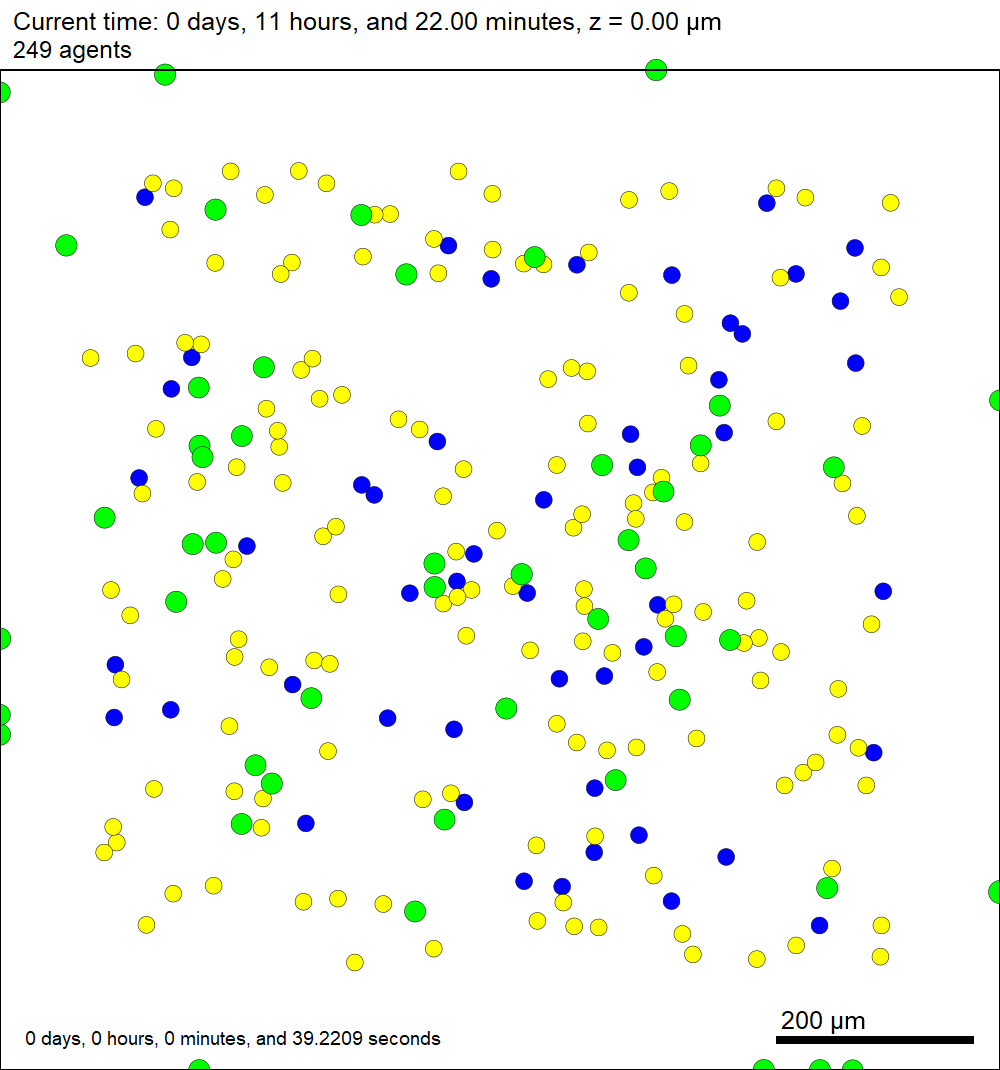 Current time: 0 days, 11 hours, and 22.00 minutes, z = 0.00 µm
249 agents
200 µm
0 days, 0 hours, 0 minutes, and 39.2209 seconds